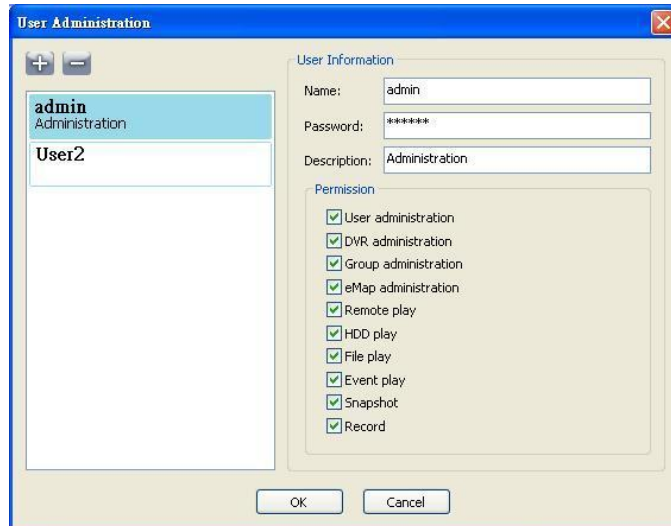 User Administration
admin
Administration
User2
User Information
Name: admin
Password: ******
Description: Administration
Permission
User administration
DVR administration
Group administration
eMap administration
Remote play
HDD play
File play
Event play
Snapshot
Record
OK Cancel